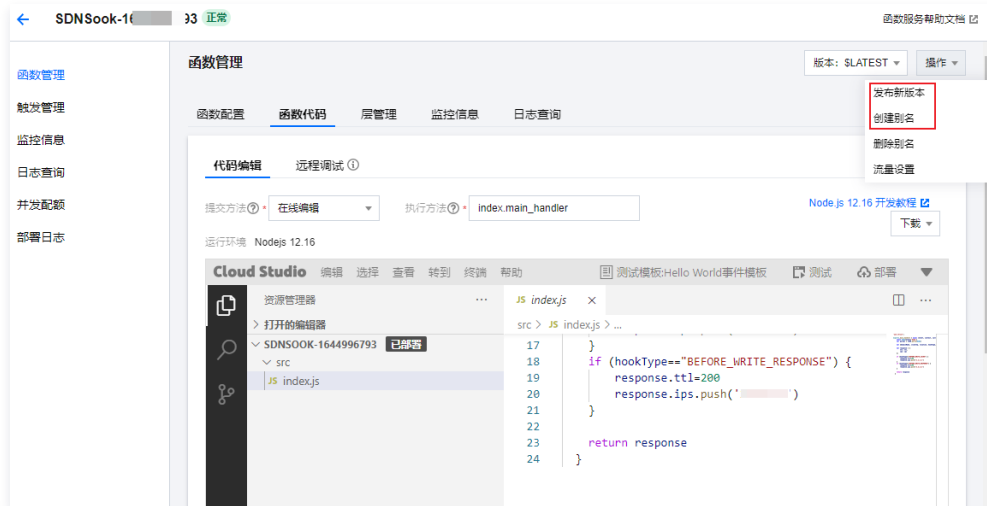 SDNSook-16 93 正常
函数服务帮助文档
函数管理
触发管理
监控信息
日志查询
并发配额
部署日志
函数管理
版本：$LATEST
操作
发布新版本
创建别名
删除别名
流量设置
函数配置 函数代码 层管理 监控信息 日志查询
代码编辑 远程调试
提交方法 * 在线编辑 执行方法 * index.main_handler
Node.js 12.16 开发教程
下载
运行环境 Nodejs 12.16
Cloud Studio 编辑 选择 查看 转到 终端 帮助 测试模板:Hello World事件模板 测试 部署
资源管理器 ...
> 打开的编辑器
SDNSOOK-1644996793 已部署
src
JS index.js
JS index.js ×
src > JS index.js > ...
17 }
18 if (hookType=="BEFORE_WRITE_RESPONSE") {
19 response.ttl=200
20 response.ips.push(' ')
21 }
22
23 return response
24 }